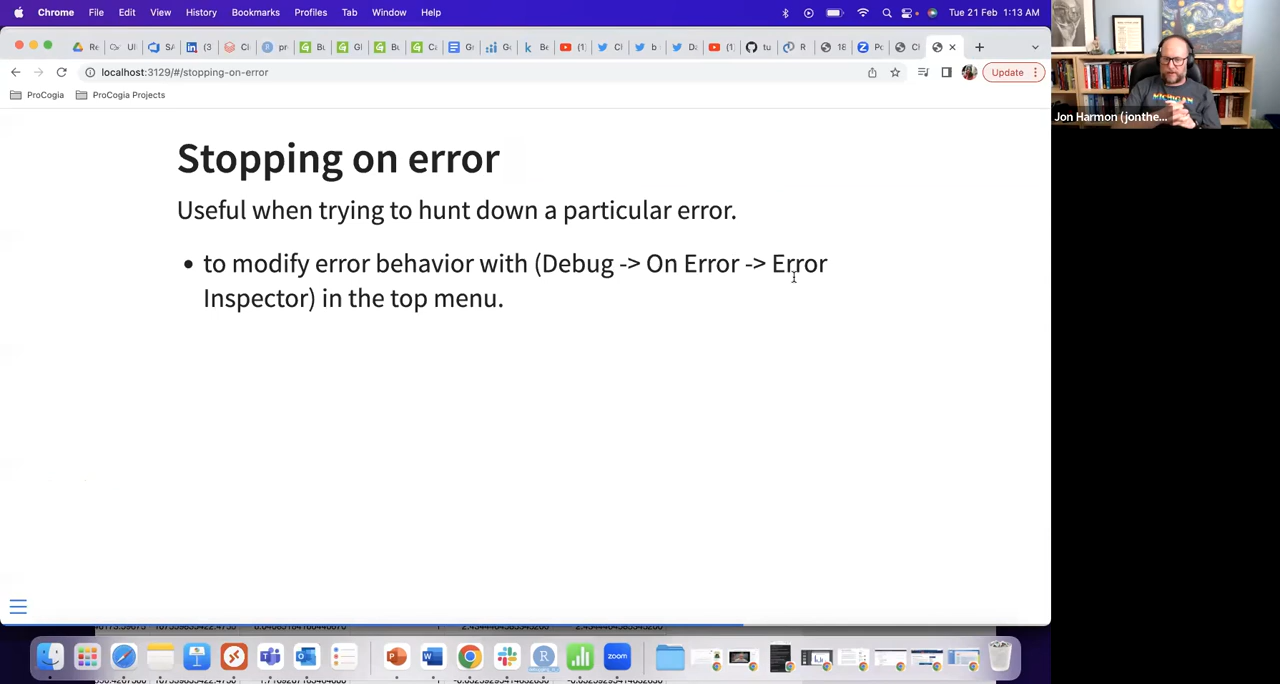 Chrome File Edit View History Bookmarks Profiles Tab Window Help Tue 21 Feb 1:13 AM
localhost:3129/#/stopping-on-error Update
ProCogia ProCogia Projects
Jon Harmon (jonthe...
Stopping on error
Useful when trying to hunt down a particular error.
• to modify error behavior with (Debug -> On Error -> Error
Inspector) in the top menu.
zoom